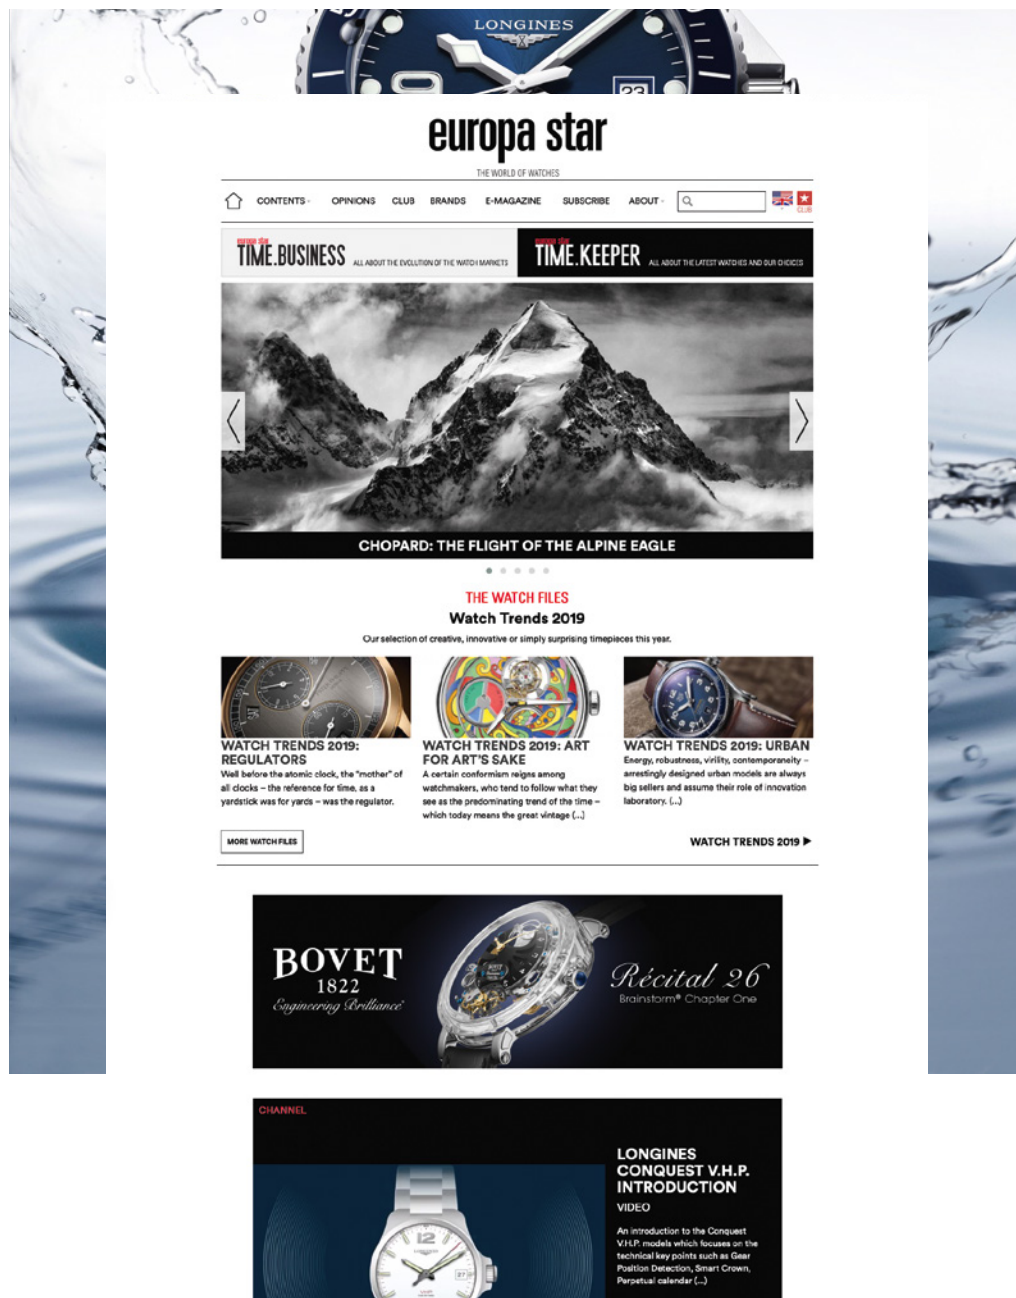 LONGINES
23
europa star
THE WORLD OF WATCHES
CONTENTS OPINIONS CLUB BRANDS E-MAGAZINE SUBSCRIBE ABOUT
CLUB
europa star
TIME.BUSINESS ALL ABOUT THE EVOLUTION OF THE WATCH MARKETS
europa star
TIME.KEEPER ALL ABOUT THE LATEST WATCHES AND OUR CHOICES
CHOPARD: THE FLIGHT OF THE ALPINE EAGLE
THE WATCH FILES
Watch Trends 2019
Our selection of creative, innovative or simply surprising timepieces this year.
WATCH TRENDS 2019:
REGULATORS
Well before the atomic clock, the “mother” of
all clocks – the reference for time, as a
yardstick was for yards – was the regulator.
WATCH TRENDS 2019: ART
FOR ART’S SAKE
A certain conformism reigns among
watchmakers, who tend to follow what they
see as the predominating trend of the time –
which today means the great vintage (...)
WATCH TRENDS 2019: URBAN
Energy, robustness, virility, contemporaneity –
arrestingly designed urban models are always
big sellers and assume their role of innovation
laboratory. (...)
MORE WATCH FILES
WATCH TRENDS 2019
BOVET
1822
Engineering Brilliance
Récital 26
Brainstorm® Chapter One
CHANNEL
LONGINES
CONQUEST V.H.P.
INTRODUCTION
VIDEO
An introduction to the Conquest
V.H.P. models which focuses on the
technical key points such as Gear
Position Detection, Smart Crown,
Perpetual calendar (...)
12
LONGINES
27